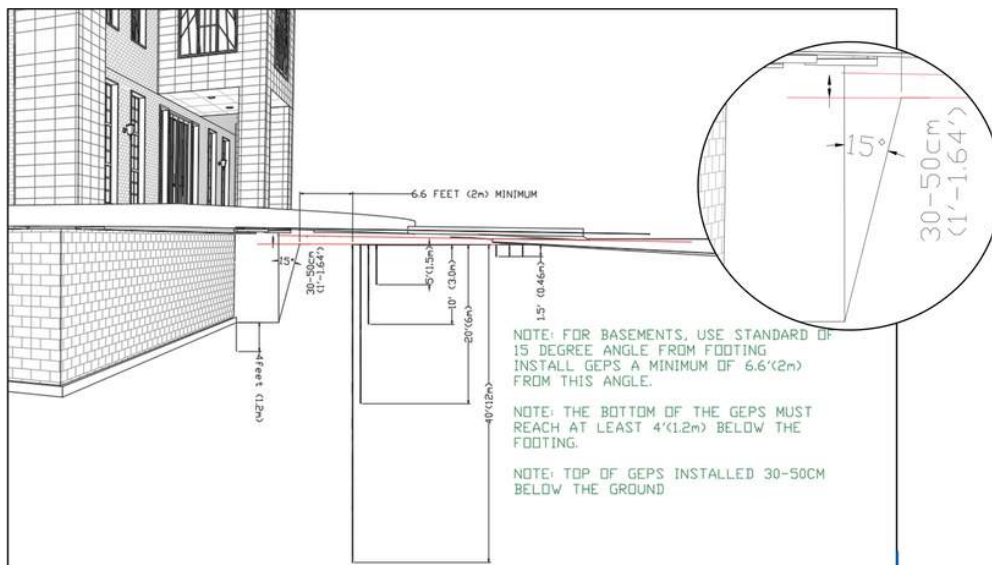 6.6 FEET (2m) MINIMUM
15°
30-50cm
(1'-1.64')
5'(1.5m)
10' (3.0m)
20'(6m)
40'(12m)
1.5' (0.46m)
4feet (1.2m)
15°
30-50cm
(1'-1.64')
NOTE: FOR BASEMENTS, USE STANDARD OF
15 DEGREE ANGLE FROM FOOTING
INSTALL GEPS A MINIMUM OF 6.6'(2m)
FROM THIS ANGLE.
NOTE: THE BOTTOM OF THE GEPS MUST
REACH AT LEAST 4'(1.2m) BELOW THE
FOOTING.
NOTE: TOP OF GEPS INSTALLED 30-50CM
BELOW THE GROUND